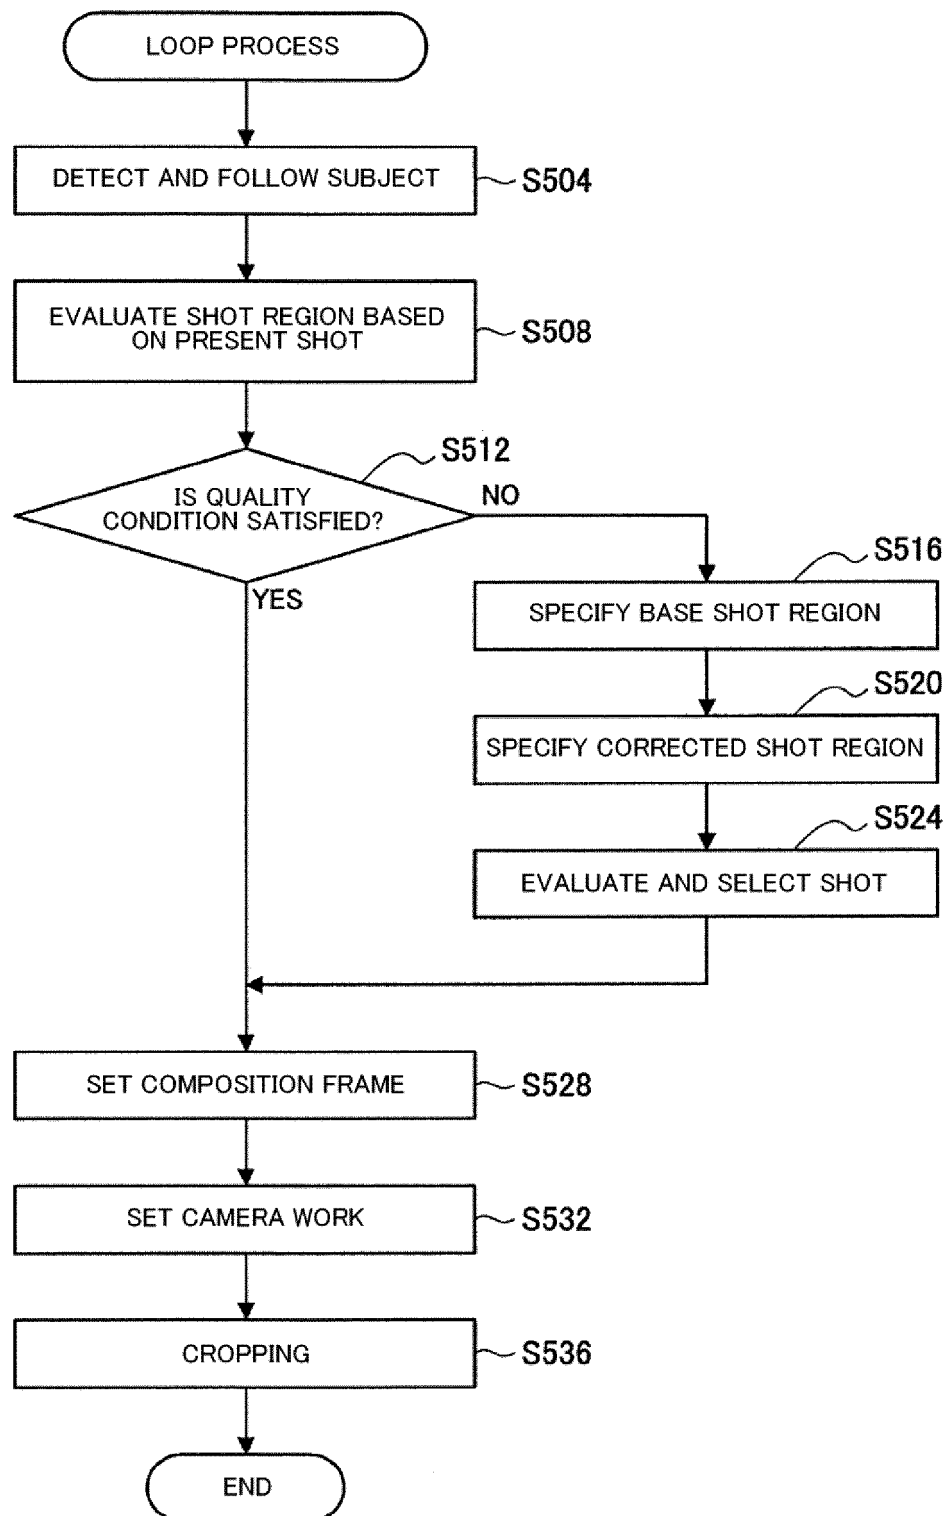 LOOP PROCESS
DETECT AND FOLLOW SUBJECT
S504
EVALUATE SHOT REGION BASED
ON PRESENT SHOT
S508
S512
IS QUALITY
CONDITION SATISFIED?
NO
YES
S516
SPECIFY BASE SHOT REGION
S520
SPECIFY CORRECTED SHOT REGION
S524
EVALUATE AND SELECT SHOT
SET COMPOSITION FRAME
S528
SET CAMERA WORK
S532
CROPPING
S536
END